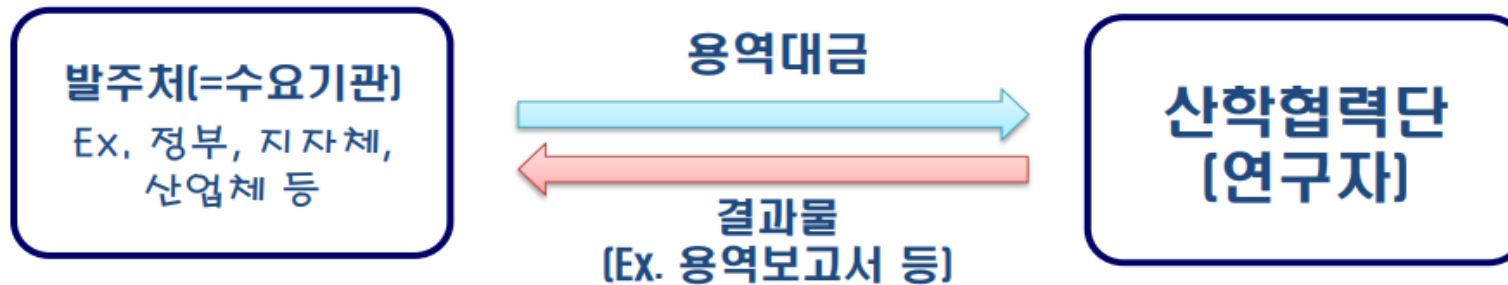 발주처(=수요기관)
Ex. 정부, 지자체,
산업체 등
용역대금
결과물
(Ex. 용역보고서 등)
산학협력단
(연구자)